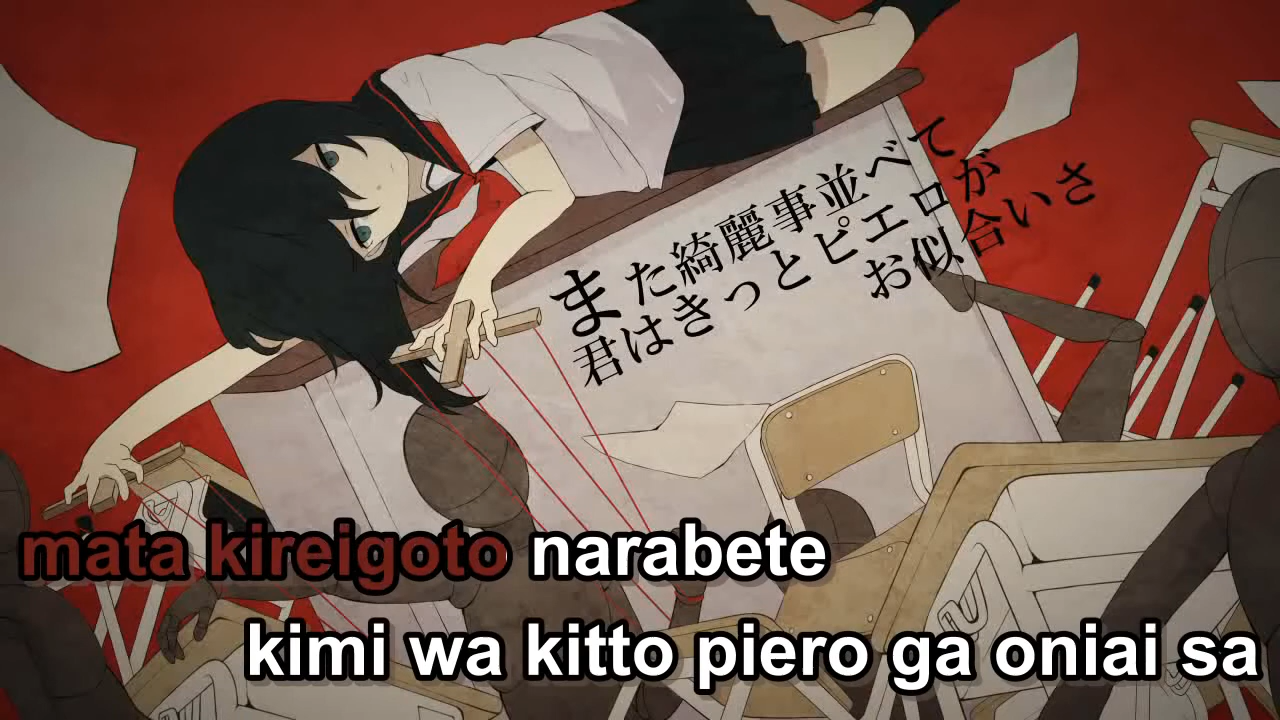 また綺麗事並べて
君はきっとピエロが
お似合いさ
mata kireigoto narabete
kimi wa kitto piero ga oniai sa